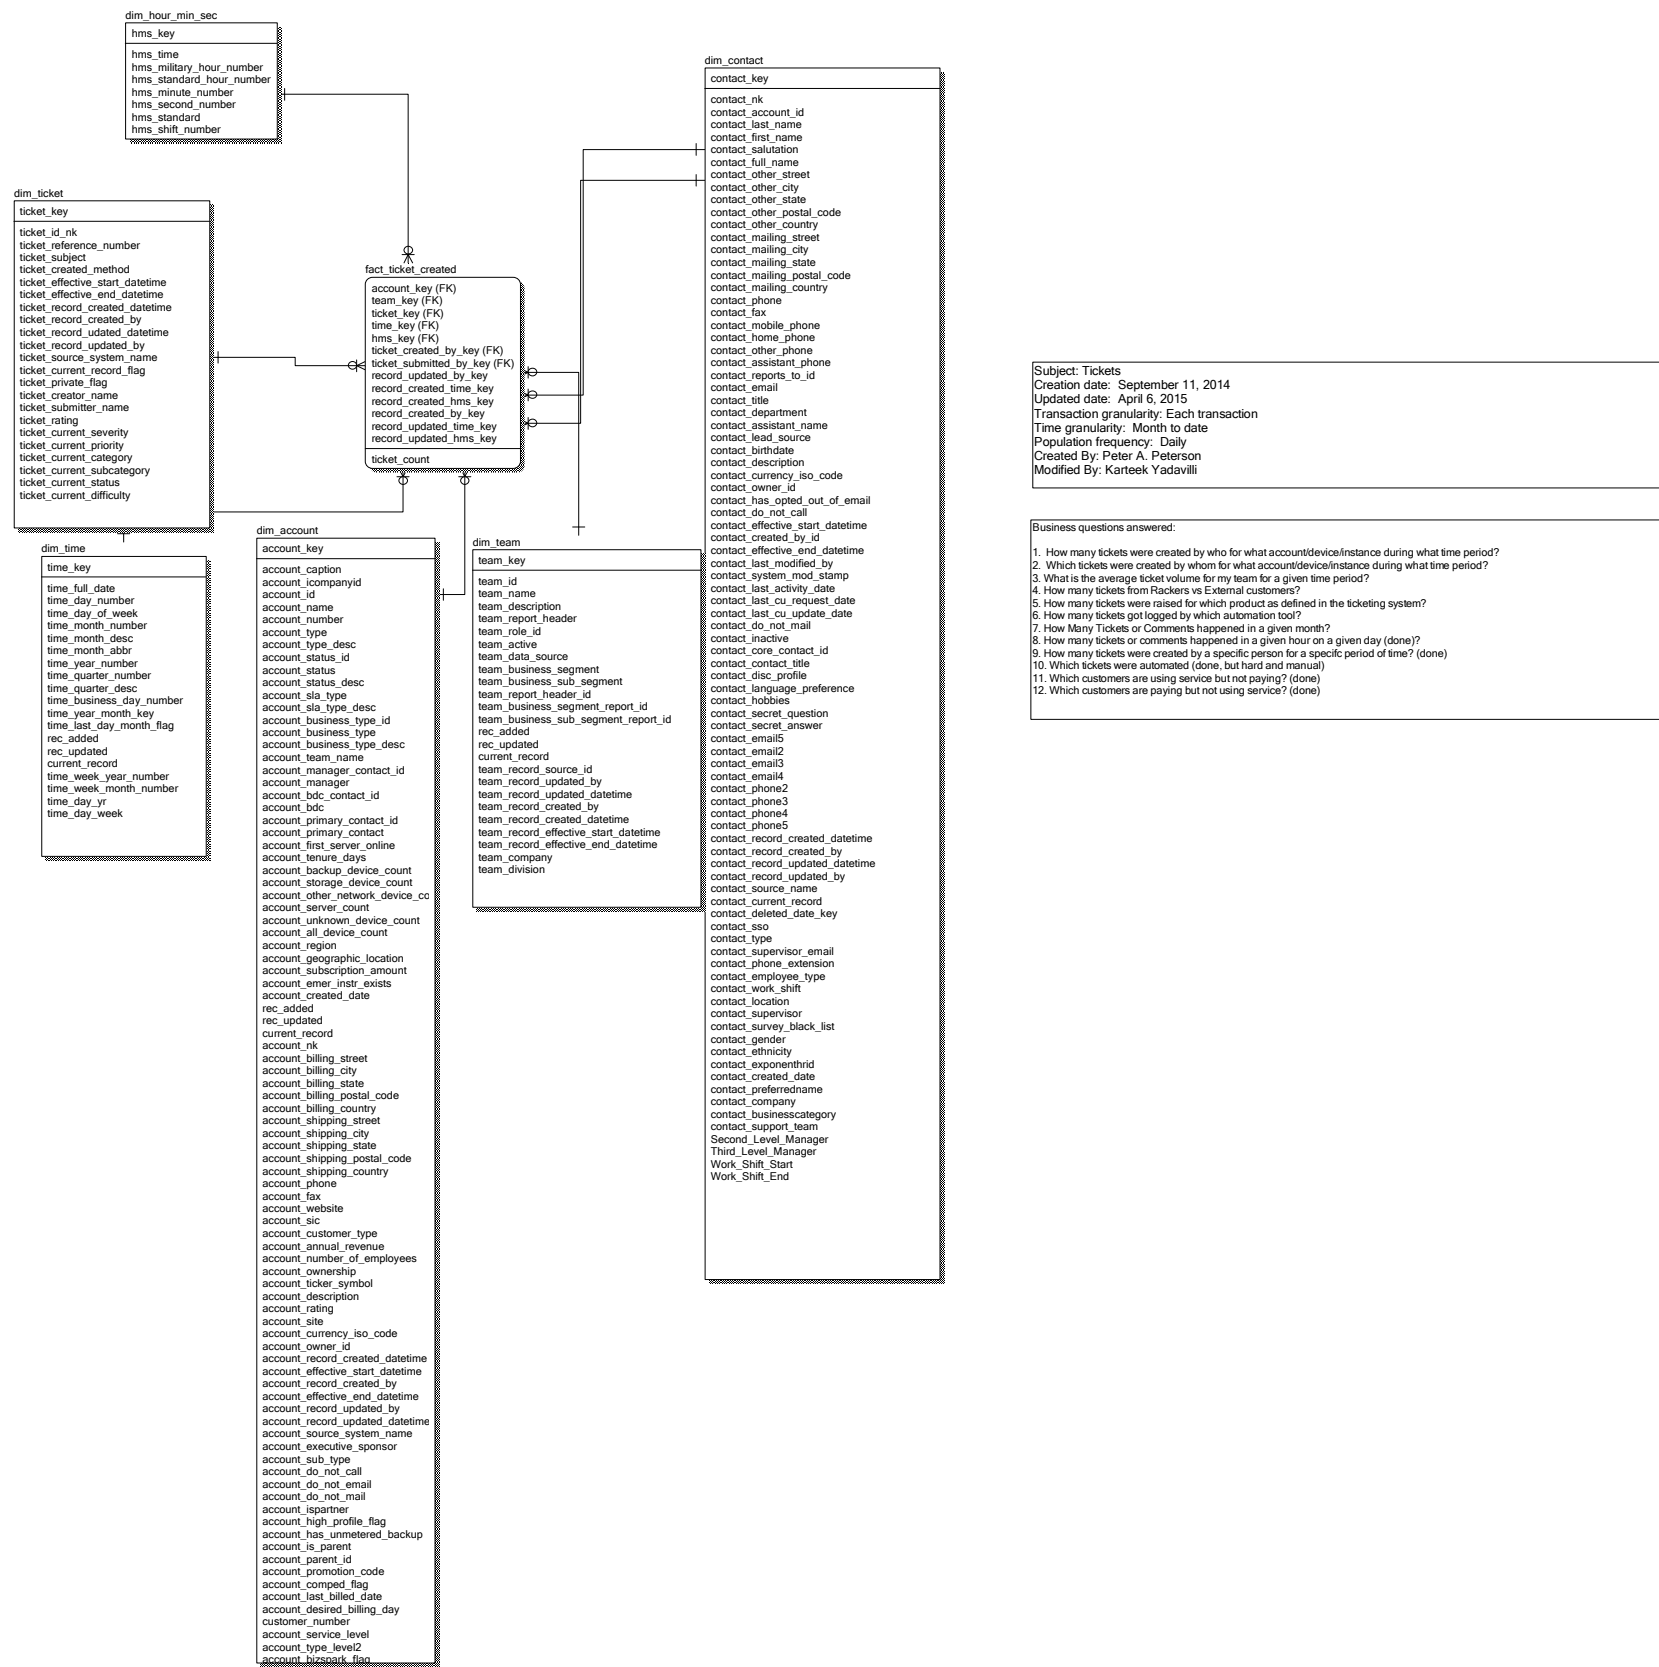 dim_hour_min_sec
hms_key
hms_time
hms_military_hour_number
hms_standard_hour_number
hms_minute_number
hms_second_number
hms_standard
hms_shift_number
dim_ticket
ticket_key
ticket_id_nk
ticket_reference_number
ticket_subject
ticket_created_method
ticket_effective_start_datetime
ticket_effective_end_datetime
ticket_record_created_datetime
ticket_record_created_by
ticket_record_udated_datetime
ticket_record_updated_by
ticket_source_system_name
ticket_current_record_flag
ticket_private_flag
ticket_creator_name
ticket_submitter_name
ticket_rating
ticket_current_severity
ticket_current_priority
ticket_current_category
ticket_current_subcategory
ticket_current_status
ticket_current_difficulty
fact_ticket_created
account_key (FK)
team_key (FK)
ticket_key (FK)
time_key (FK)
hms_key (FK)
ticket_created_by_key (FK)
ticket_submitted_by_key (FK)
record_updated_by_key
record_created_time_key
record_created_hms_key
record_created_by_key
record_updated_time_key
record_updated_hms_key
ticket_count
dim_time
time_key
time_full_date
time_day_number
time_day_of_week
time_month_number
time_month_desc
time_month_abbr
time_year_number
time_quarter_number
time_quarter_desc
time_business_day_number
time_year_month_key
time_last_day_month_flag
rec_added
rec_updated
current_record
time_week_year_number
time_week_month_number
time_day_yr
time_day_week
dim_account
account_key
account_caption
account_icompanyid
account_id
account_name
account_number
account_type
account_type_desc
account_status_id
account_status
account_status_desc
account_sla_type
account_sla_type_desc
account_business_type_id
account_business_type
account_business_type_desc
account_team_name
account_manager_contact_id
account_manager
account_bdc_contact_id
account_bdc
account_primary_contact_id
account_primary_contact
account_first_server_online
account_tenure_days
account_backup_device_count
account_storage_device_count
account_other_network_device_co
account_server_count
account_unknown_device_count
account_all_device_count
account_region
account_geographic_location
account_subscription_amount
account_emer_instr_exists
account_created_date
rec_added
rec_updated
current_record
account_nk
account_billing_street
account_billing_city
account_billing_state
account_billing_postal_code
account_billing_country
account_shipping_street
account_shipping_city
account_shipping_state
account_shipping_postal_code
account_shipping_country
account_phone
account_fax
account_website
account_sic
account_customer_type
account_annual_revenue
account_number_of_employees
account_ownership
account_ticker_symbol
account_description
account_rating
account_site
account_currency_iso_code
account_owner_id
account_record_created_datetime
account_effective_start_datetime
account_record_created_by
account_effective_end_datetime
account_record_updated_by
account_record_updated_datetime
account_source_system_name
account_executive_sponsor
account_sub_type
account_do_not_call
account_do_not_email
account_do_not_mail
account_ispartner
account_high_profile_flag
account_has_unmetered_backup
account_is_parent
account_parent_id
account_promotion_code
account_comped_flag
account_last_billed_date
account_desired_billing_day
customer_number
account_service_level
account_type_level2
account_bizspark_flag
dim_team
team_key
team_id
team_name
team_description
team_report_header
team_role_id
team_active
team_data_source
team_business_segment
team_business_sub_segment
team_report_header_id
team_business_segment_report_id
team_business_sub_segment_report_id
rec_added
rec_updated
current_record
team_record_source_id
team_record_updated_by
team_record_updated_datetime
team_record_created_by
team_record_created_datetime
team_record_effective_start_datetime
team_record_effective_end_datetime
team_company
team_division
dim_contact
contact_key
contact_nk
contact_account_id
contact_last_name
contact_first_name
contact_salutation
contact_full_name
contact_other_street
contact_other_city
contact_other_state
contact_other_postal_code
contact_other_country
contact_mailing_street
contact_mailing_city
contact_mailing_state
contact_mailing_postal_code
contact_mailing_country
contact_phone
contact_fax
contact_mobile_phone
contact_home_phone
contact_other_phone
contact_assistant_phone
contact_reports_to_id
contact_email
contact_title
contact_department
contact_assistant_name
contact_lead_source
contact_birthdate
contact_description
contact_currency_iso_code
contact_owner_id
contact_has_opted_out_of_email
contact_do_not_call
contact_effective_start_datetime
contact_created_by_id
contact_effective_end_datetime
contact_last_modified_by
contact_system_mod_stamp
contact_last_activity_date
contact_last_cu_request_date
contact_last_cu_update_date
contact_do_not_mail
contact_inactive
contact_core_contact_id
contact_contact_title
contact_disc_profile
contact_language_preference
contact_hobbies
contact_secret_question
contact_secret_answer
contact_email5
contact_email2
contact_email3
contact_email4
contact_phone2
contact_phone3
contact_phone4
contact_phone5
contact_record_created_datetime
contact_record_created_by
contact_record_updated_datetime
contact_record_updated_by
contact_source_name
contact_current_record
contact_deleted_date_key
contact_sso
contact_type
contact_supervisor_email
contact_phone_extension
contact_employee_type
contact_work_shift
contact_location
contact_supervisor
contact_survey_black_list
contact_gender
contact_ethnicity
contact_exponenthrid
contact_created_date
contact_preferredname
contact_company
contact_businesscategory
contact_support_team
Second_Level_Manager
Third_Level_Manager
Work_Shift_Start
Work_Shift_End
Subject: Tickets
Creation date: September 11, 2014
Updated date: April 6, 2015
Transaction granularity: Each transaction
Time granularity: Month to date
Population frequency: Daily
Created By: Peter A. Peterson
Modified By: Karteek Yadavilli
Business questions answered:
1. How many tickets were created by who for what account/device/instance during what time period?
2. Which tickets were created by whom for what account/device/instance during what time period?
3. What is the average ticket volume for my team for a given time period?
4. How many tickets from Rackers vs External customers?
5. How many tickets were raised for which product as defined in the ticketing system?
6. How many tickets got logged by which automation tool?
7. How Many Tickets or Comments happened in a given month?
8. How many tickets or comments happened in a given hour on a given day (done)?
9. How many tickets were created by a specific person for a specifc period of time? (done)
10. Which tickets were automated (done, but hard and manual)
11. Which customers are using service but not paying? (done)
12. Which customers are paying but not using service? (done)